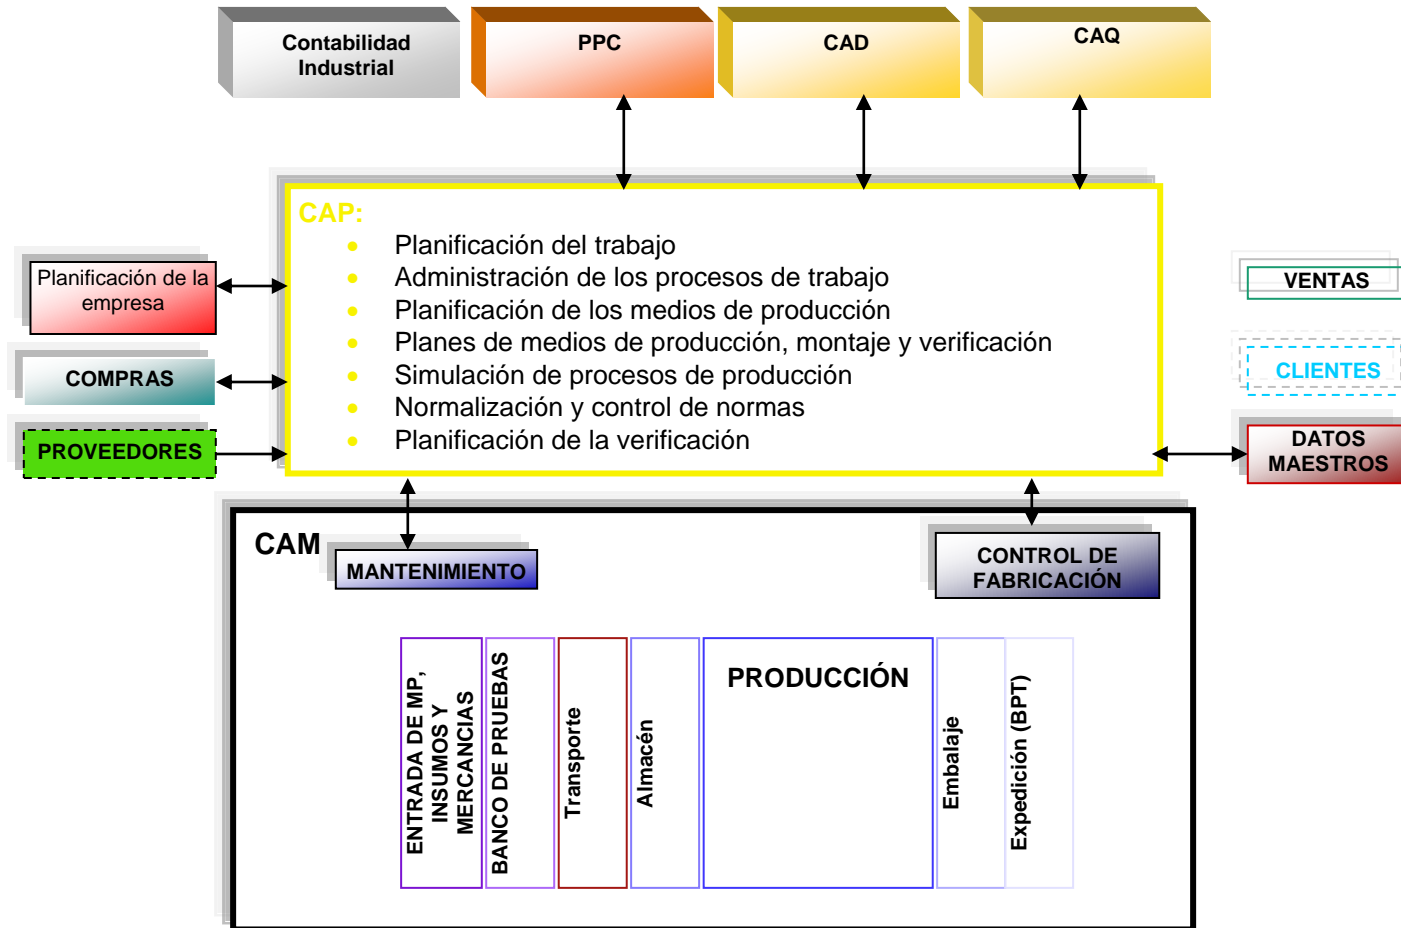 Contabilidad
Industrial
PPC
CAD
CAQ
CAP:
• Planificación del trabajo
• Administración de los procesos de trabajo
• Planificación de los medios de producción
• Planes de medios de producción, montaje y verificación
• Simulación de procesos de producción
• Normalización y control de normas
• Planificación de la verificación
Planificación de la
empresa
COMPRAS
PROVEEDORES
VENTAS
CLIENTES
DATOS
MAESTROS
CAM
MANTENIMIENTO
CONTROL DE
FABRICACIÓN
ENTRADA DE MP,
INSUMOS Y
MERCANCIAS
BANCO DE PRUEBAS
Transporte
Almacén
PRODUCCIÓN
Embalaje
Expedición (BPT)